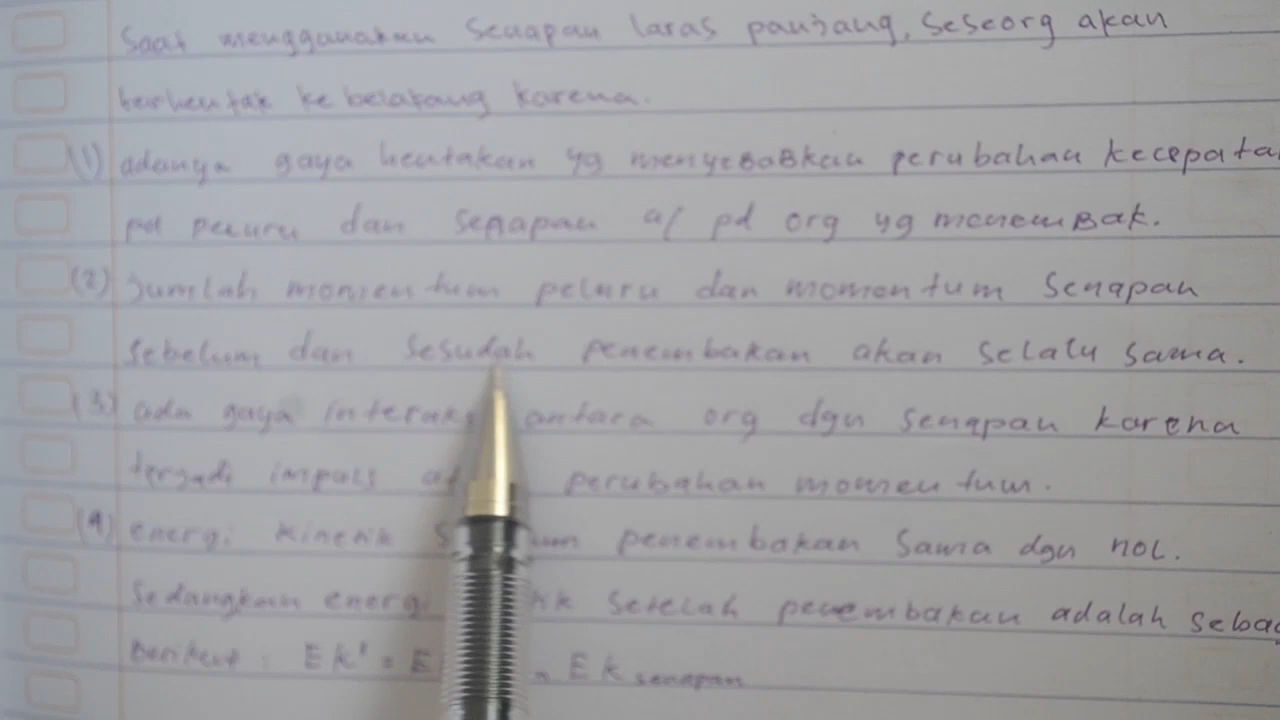 Saat menggunakan senapan laras panjang, seseorg akan
terhentak ke belakang karena.
(1) adanya gaya hentakan yg menyeBaBkan perubahan kecepata
pd peluru dan senapan a/ pd org yg menemBak.
(2) jumlah momentum peluru dan momentum senapan
sebelum dan sesudah penembakan akan selalu sama.
(3) ada gaya antara org dgn senapan karena
terjadi impuls perubahan momentum.
(4) energi kinetik penembakan sama dgn nol.
Sedangkan energi setelah penembakan adalah seba
berikut : Ek' = E Ek senapan